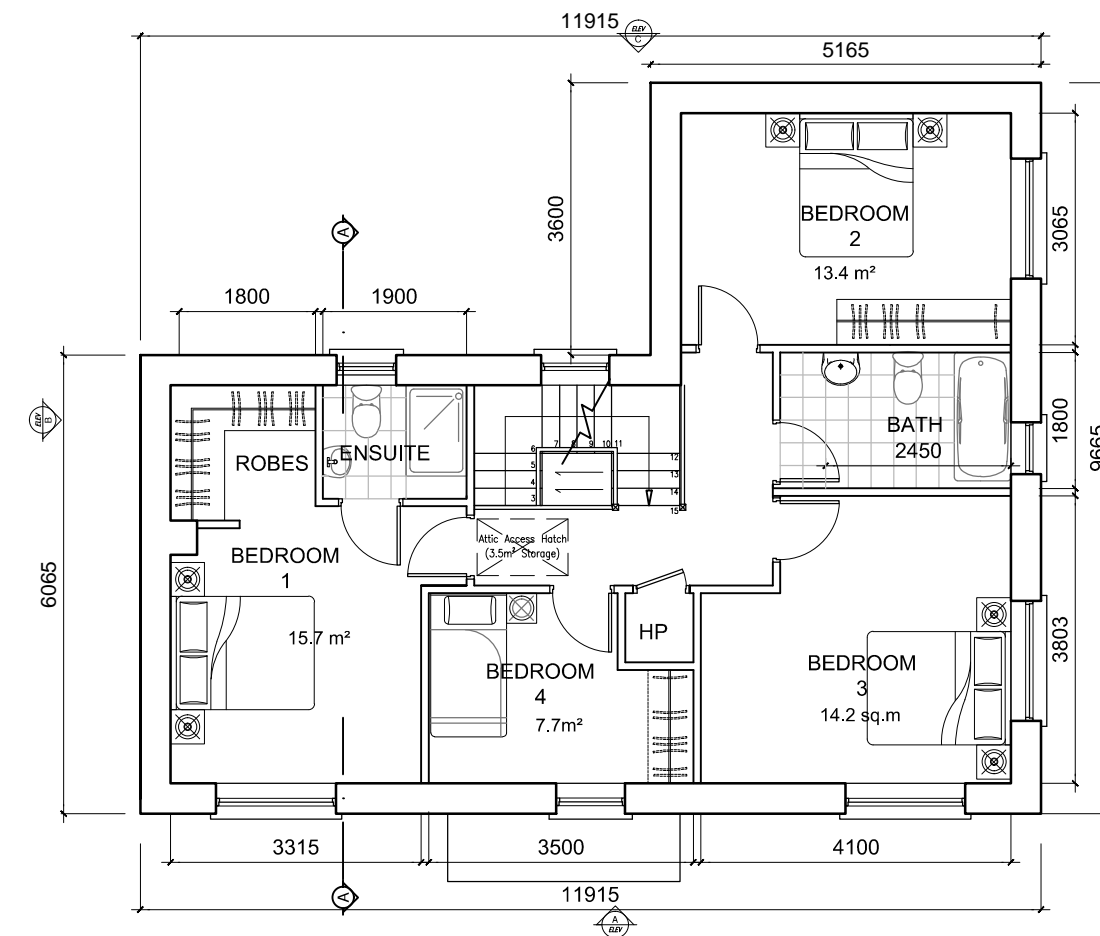 11915
ELEV
C
5165
BEDROOM
2
13.4 m²
3600
3065
A
1800
1900
ELEV
B
ROBES
ENSUITE
BATH
2450
1800
9665
7
8
9
10
11
6
5
4
3
12
13
14
15
Attic Access Hatch
(3.5m² Storage)
BEDROOM
1
15.7 m²
6065
HP
BEDROOM
4
7.7m²
BEDROOM
3
14.2 sq.m
3803
3315
3500
4100
A
11915
A
ELEV